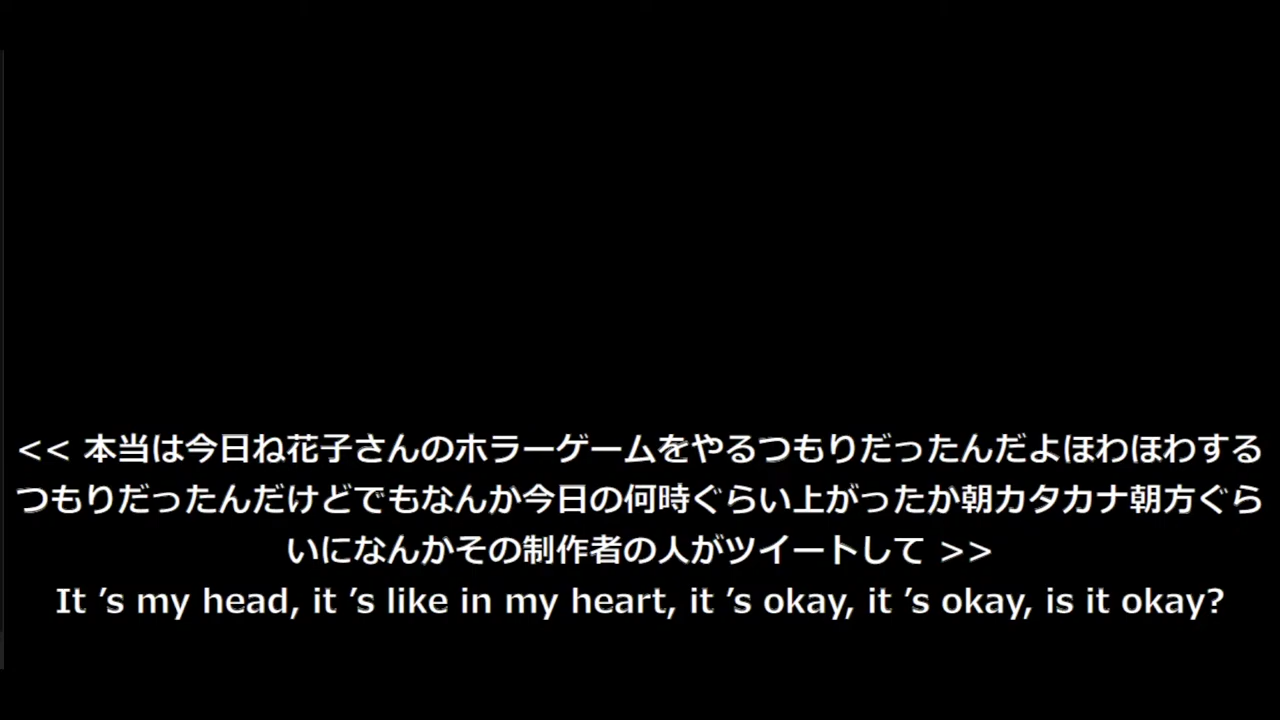 << 本当は今日ね花子さんのホラーゲームをやるつもりだったんだよほわほわする
つもりだったんだけどでもなんか今日の何時ぐらい上がったか朝カタカナ朝方ぐら
いになんかその制作者の人がツイートして >>
It ’s my head, it ’s like in my heart, it ’s okay, it ’s okay, is it okay?